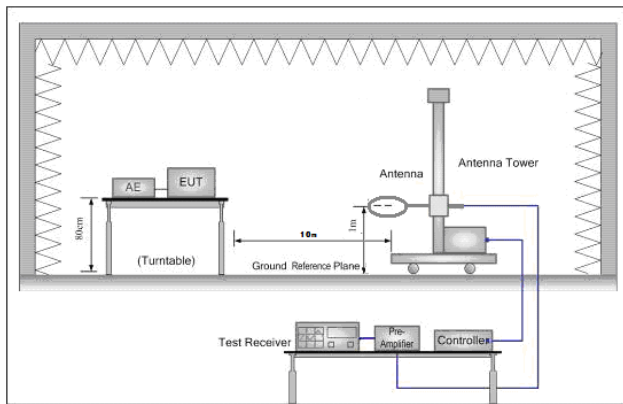 Antenna
Antenna Tower
AE
EUT
80cm
1m
10m
(Turntable)
Ground Reference Plane
Test Receiver
Pre-
Amplifier
Controller